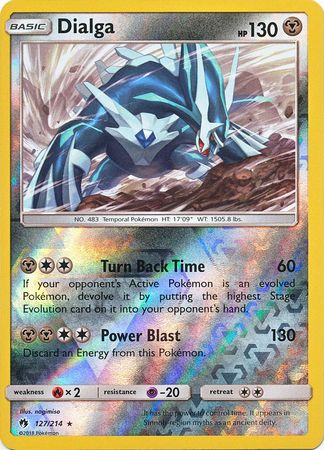 BASIC
Dialga
HP 130
NO. 483 Temporal Pokémon HT: 17'09" WT: 1505.8 lbs.
Turn Back Time 60
If your opponent's Active Pokémon is an evolved
Pokémon, devolve it by putting the highest Stage
Evolution card on it into your opponent's hand.
Power Blast 130
Discard an Energy from this Pokémon.
weakness ×2 resistance -20 retreat
Illus. nagimiso
127/214 ★
©2019 Pokémon
It has the power to control time. It appears in
Sinnoh-region myths as an ancient deity.